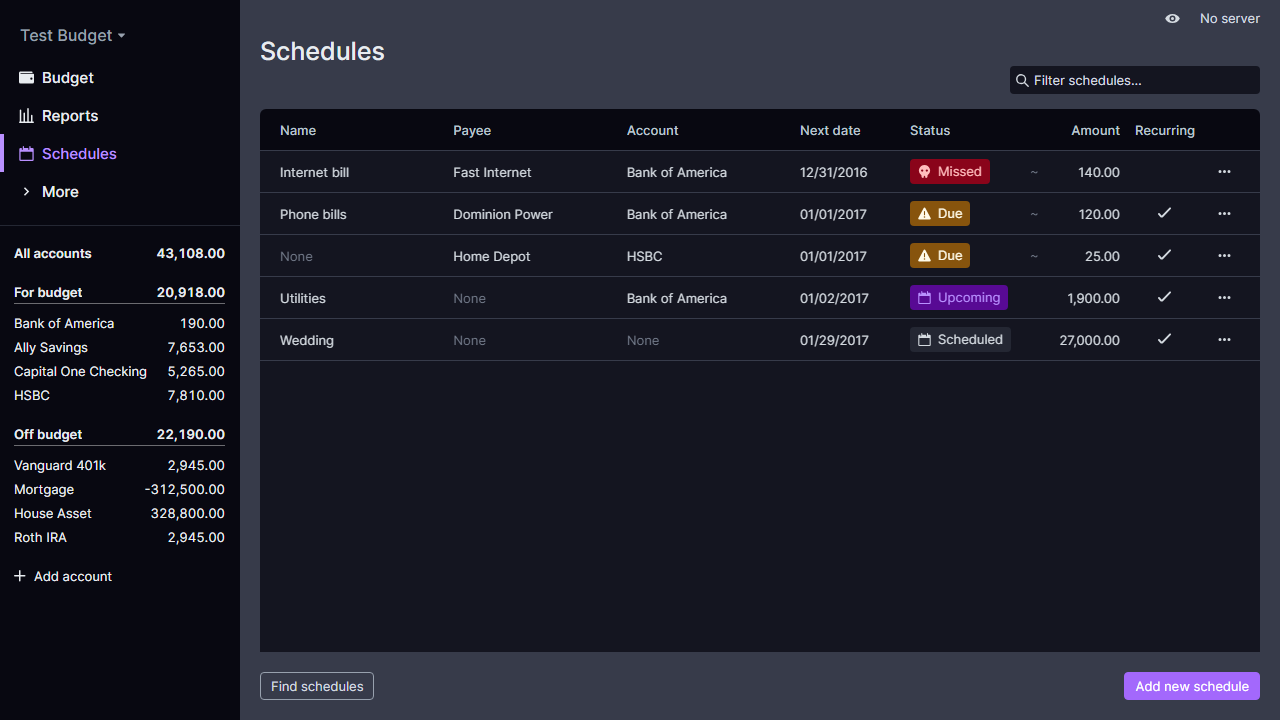 Test Budget
Budget
Reports
Schedules
More
All accounts 43,108.00
For budget 20,918.00
Bank of America 190.00
Ally Savings 7,653.00
Capital One Checking 5,265.00
HSBC 7,810.00
Off budget 22,190.00
Vanguard 401k 2,945.00
Mortgage -312,500.00
House Asset 328,800.00
Roth IRA 2,945.00
Add account
No server
Schedules
Filter schedules...
Name Payee Account Next date Status Amount Recurring
Internet bill Fast Internet Bank of America 12/31/2016 Missed ~ 140.00
Phone bills Dominion Power Bank of America 01/01/2017 Due ~ 120.00
None Home Depot HSBC 01/01/2017 Due ~ 25.00
Utilities None Bank of America 01/02/2017 Upcoming 1,900.00
Wedding None None 01/29/2017 Scheduled 27,000.00
Find schedules
Add new schedule